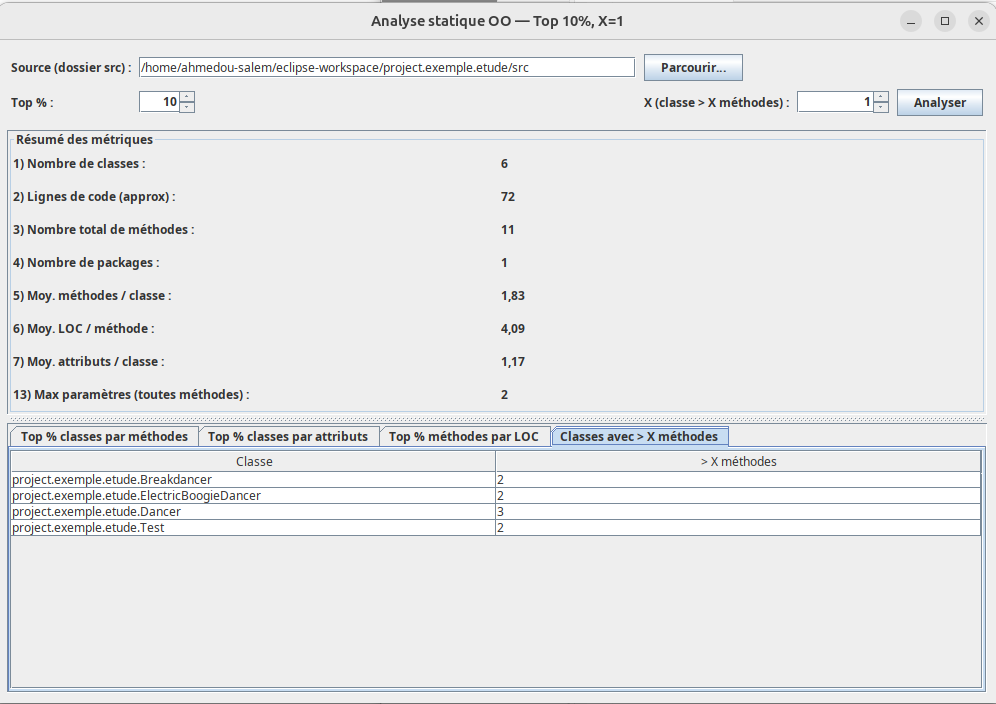 Analyse statique OO — Top 10%, X=1
Source (dossier src) : /home/ahmedou-salem/eclipse-workspace/project.exemple.etude/src Parcourir...
Top % : 10 X (classe > X méthodes) : 1 Analyser
Résumé des métriques
1) Nombre de classes : 6
2) Lignes de code (approx) : 72
3) Nombre total de méthodes : 11
4) Nombre de packages : 1
5) Moy. méthodes / classe : 1,83
6) Moy. LOC / méthode : 4,09
7) Moy. attributs / classe : 1,17
13) Max paramètres (toutes méthodes) : 2
Top % classes par méthodes Top % classes par attributs Top % méthodes par LOC Classes avec > X méthodes
Classe > X méthodes
project.exemple.etude.Breakdancer 2
project.exemple.etude.ElectricBoogieDancer 2
project.exemple.etude.Dancer 3
project.exemple.etude.Test 2